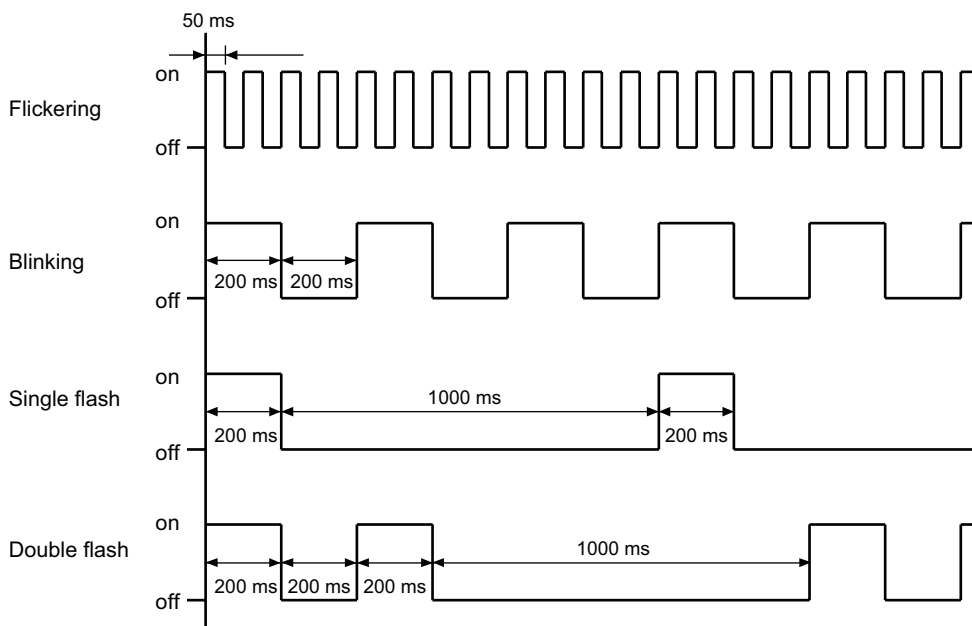 50 ms
on
Flickering
off
on
Blinking
200 ms
200 ms
off
on
Single flash
1000 ms
200 ms
200 ms
off
on
Double flash
1000 ms
200 ms
200 ms
200 ms
off